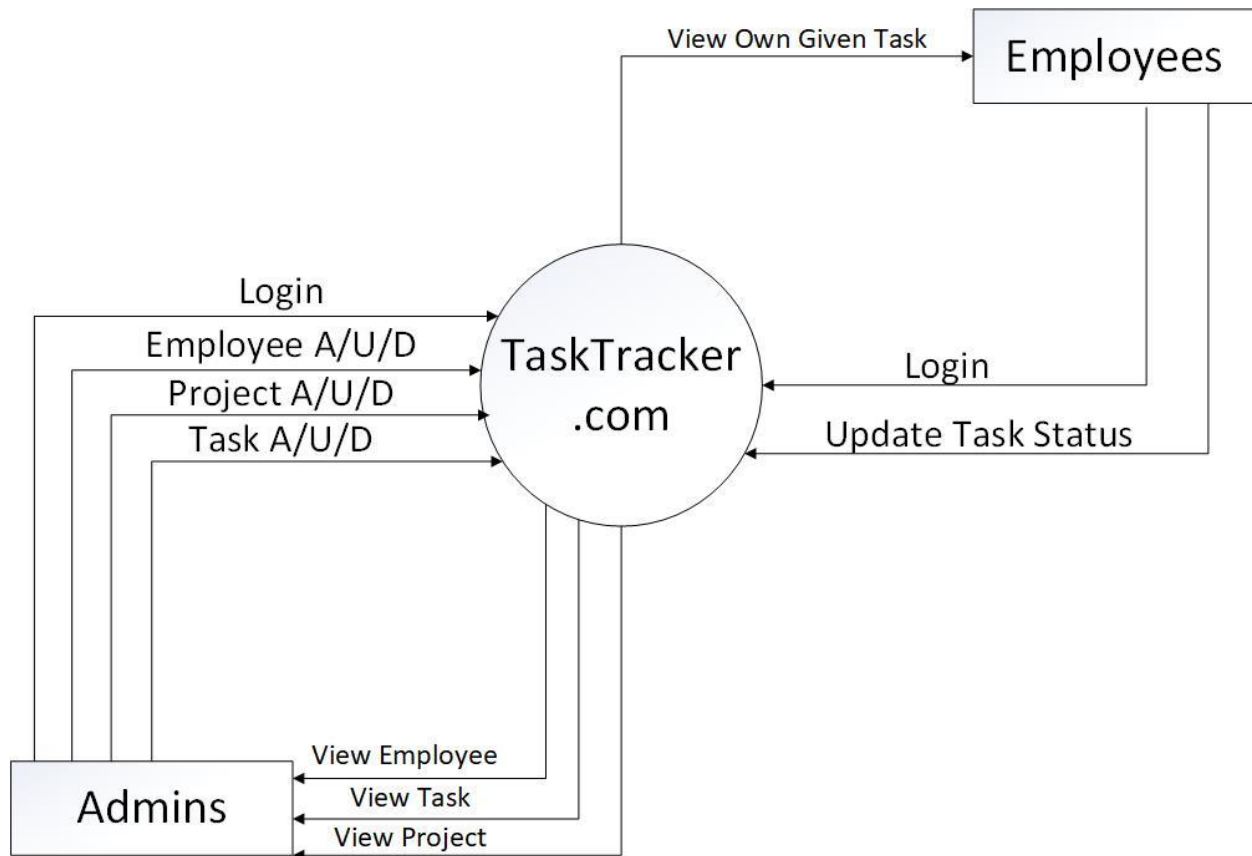 View Own Given Task
Employees
Login
Employee A/U/D
Project A/U/D
Task A/U/D
TaskTracker
.com
Login
Update Task Status
View Employee
View Task
View Project
Admins